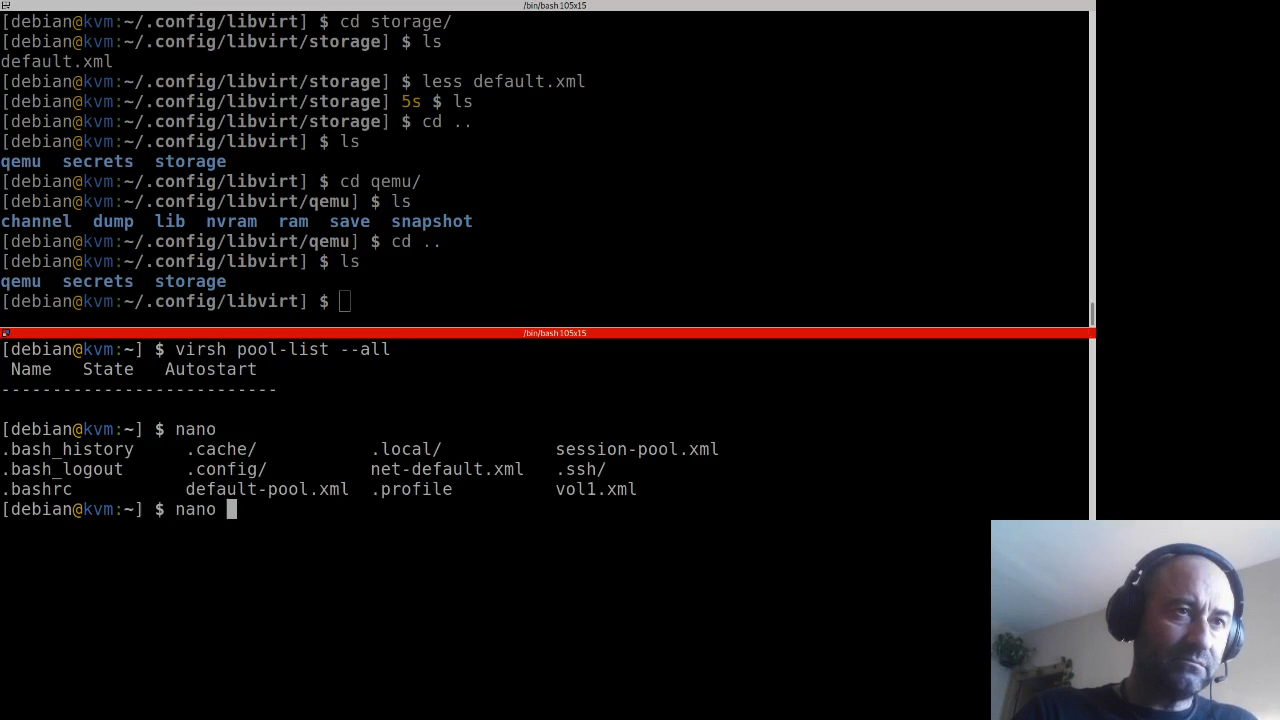 /bin/bash 105x15
[debian@kvm:~/.config/libvirt] $ cd storage/
[debian@kvm:~/.config/libvirt/storage] $ ls
default.xml
[debian@kvm:~/.config/libvirt/storage] $ less default.xml
[debian@kvm:~/.config/libvirt/storage] 5s $ ls
[debian@kvm:~/.config/libvirt/storage] $ cd ..
[debian@kvm:~/.config/libvirt] $ ls
qemu  secrets  storage
[debian@kvm:~/.config/libvirt] $ cd qemu/
[debian@kvm:~/.config/libvirt/qemu] $ ls
channel  dump  lib  nvram  ram  save  snapshot
[debian@kvm:~/.config/libvirt/qemu] $ cd ..
[debian@kvm:~/.config/libvirt] $ ls
qemu  secrets  storage
[debian@kvm:~/.config/libvirt] $
/bin/bash 105x15
[debian@kvm:~] $ virsh pool-list --all
 Name   State   Autostart
---------------------------
[debian@kvm:~] $ nano
.bash_history     .cache/           .local/           session-pool.xml
.bash_logout      .config/          net-default.xml   .ssh/
.bashrc           default-pool.xml  .profile          vol1.xml
[debian@kvm:~] $ nano